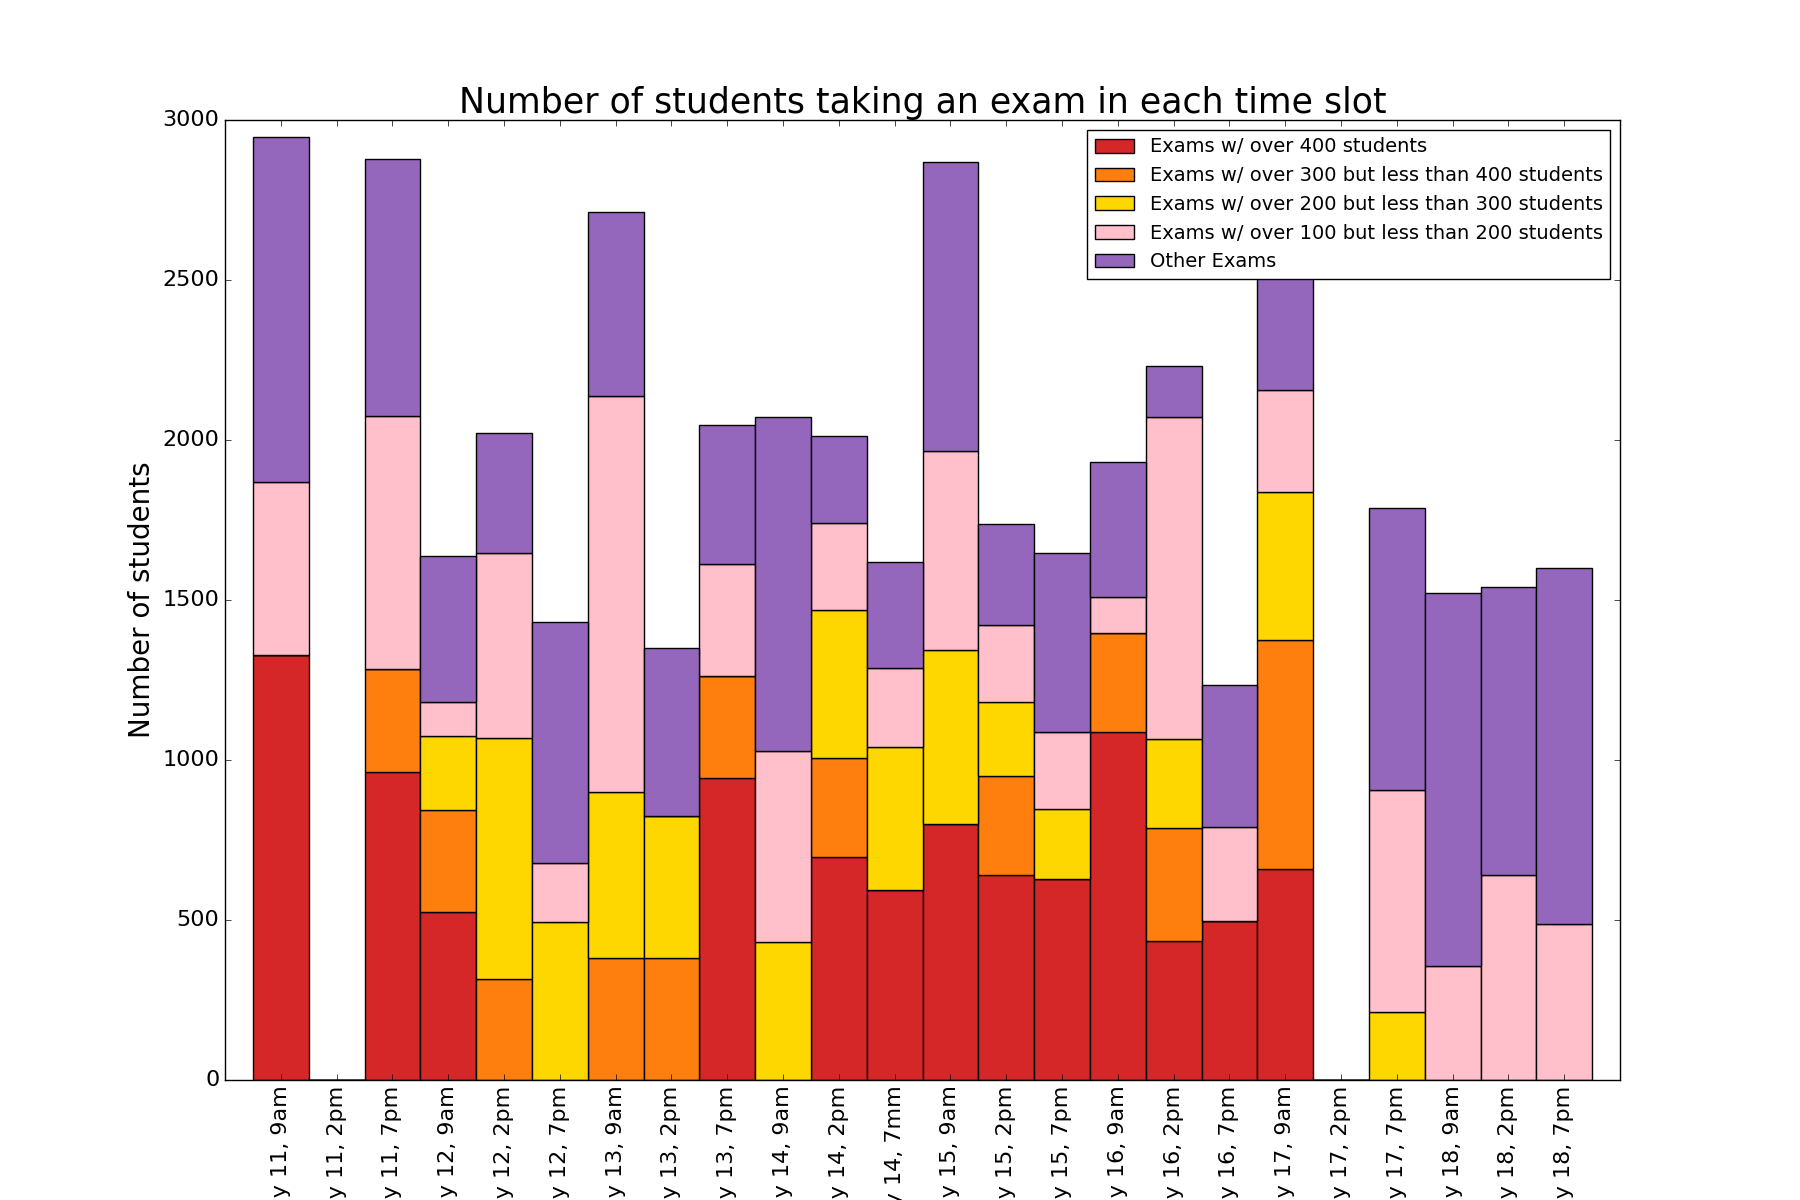 Number of students taking an exam in each time slot
Exams w/ over 400 students
Exams w/ over 300 but less than 400 students
Exams w/ over 200 but less than 300 students
Exams w/ over 100 but less than 200 students
Other Exams
Number of students
3000
2500
2000
1500
1000
500
0
y 11, 9am
y 11, 2pm
y 11, 7pm
y 12, 9am
y 12, 2pm
y 12, 7pm
y 13, 9am
y 13, 2pm
y 13, 7pm
y 14, 9am
y 14, 2pm
y 14, 7mm
y 15, 9am
y 15, 2pm
y 15, 7pm
y 16, 9am
y 16, 2pm
y 16, 7pm
y 17, 9am
y 17, 2pm
y 17, 7pm
y 18, 9am
y 18, 2pm
y 18, 7pm